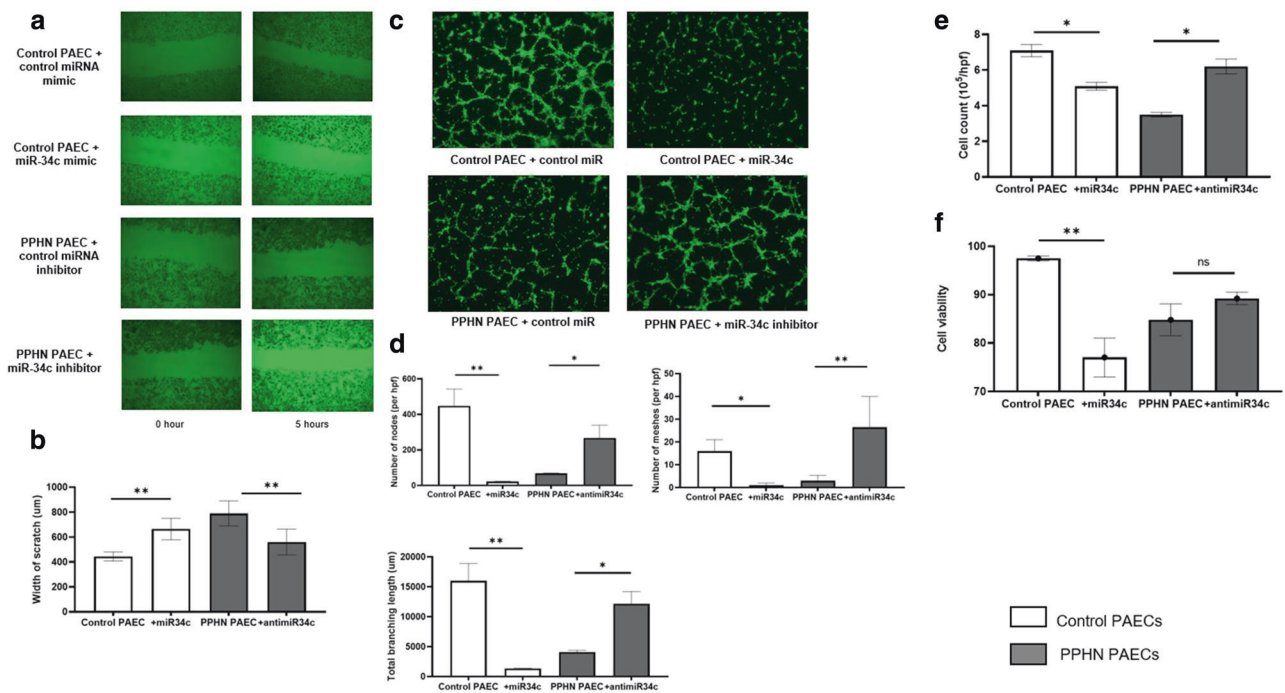 a
Control PAEC +
control miRNA
mimic
Control PAEC +
miR-34c mimic
PPHN PAEC +
control miRNA
inhibitor
PPHN PAEC +
miR-34c inhibitor
0 hour
5 hours
b
Width of scratch (um)
1000
800
600
400
200
0
Control PAEC
+miR34c
PPHN PAEC
+antimiR34c
**
**
c
Control PAEC + control miR
Control PAEC + miR-34c
PPHN PAEC + control miR
PPHN PAEC + miR-34c inhibitor
d
Number of nodes (per hpf)
600
400
200
0
Control PAEC
+miR34c
PPHN PAEC
+antimiR34c
**
*
Number of meshes (per hpf)
50
40
30
20
10
0
Control PAEC
+miR34c
PPHN PAEC
+antimiR34c
*
**
Total branching length (um)
20000
15000
10000
5000
0
Control PAEC
+miR34c
PPHN PAEC
+antimiR34c
**
*
e
Cell count (10⁵/hpf)
8
6
4
2
0
Control PAEC
+miR34c
PPHN PAEC
+antimiR34c
*
*
f
Cell viability
100
90
80
70
Control PAEC
+miR34c
PPHN PAEC
+antimiR34c
**
ns
Control PAECs
PPHN PAECs